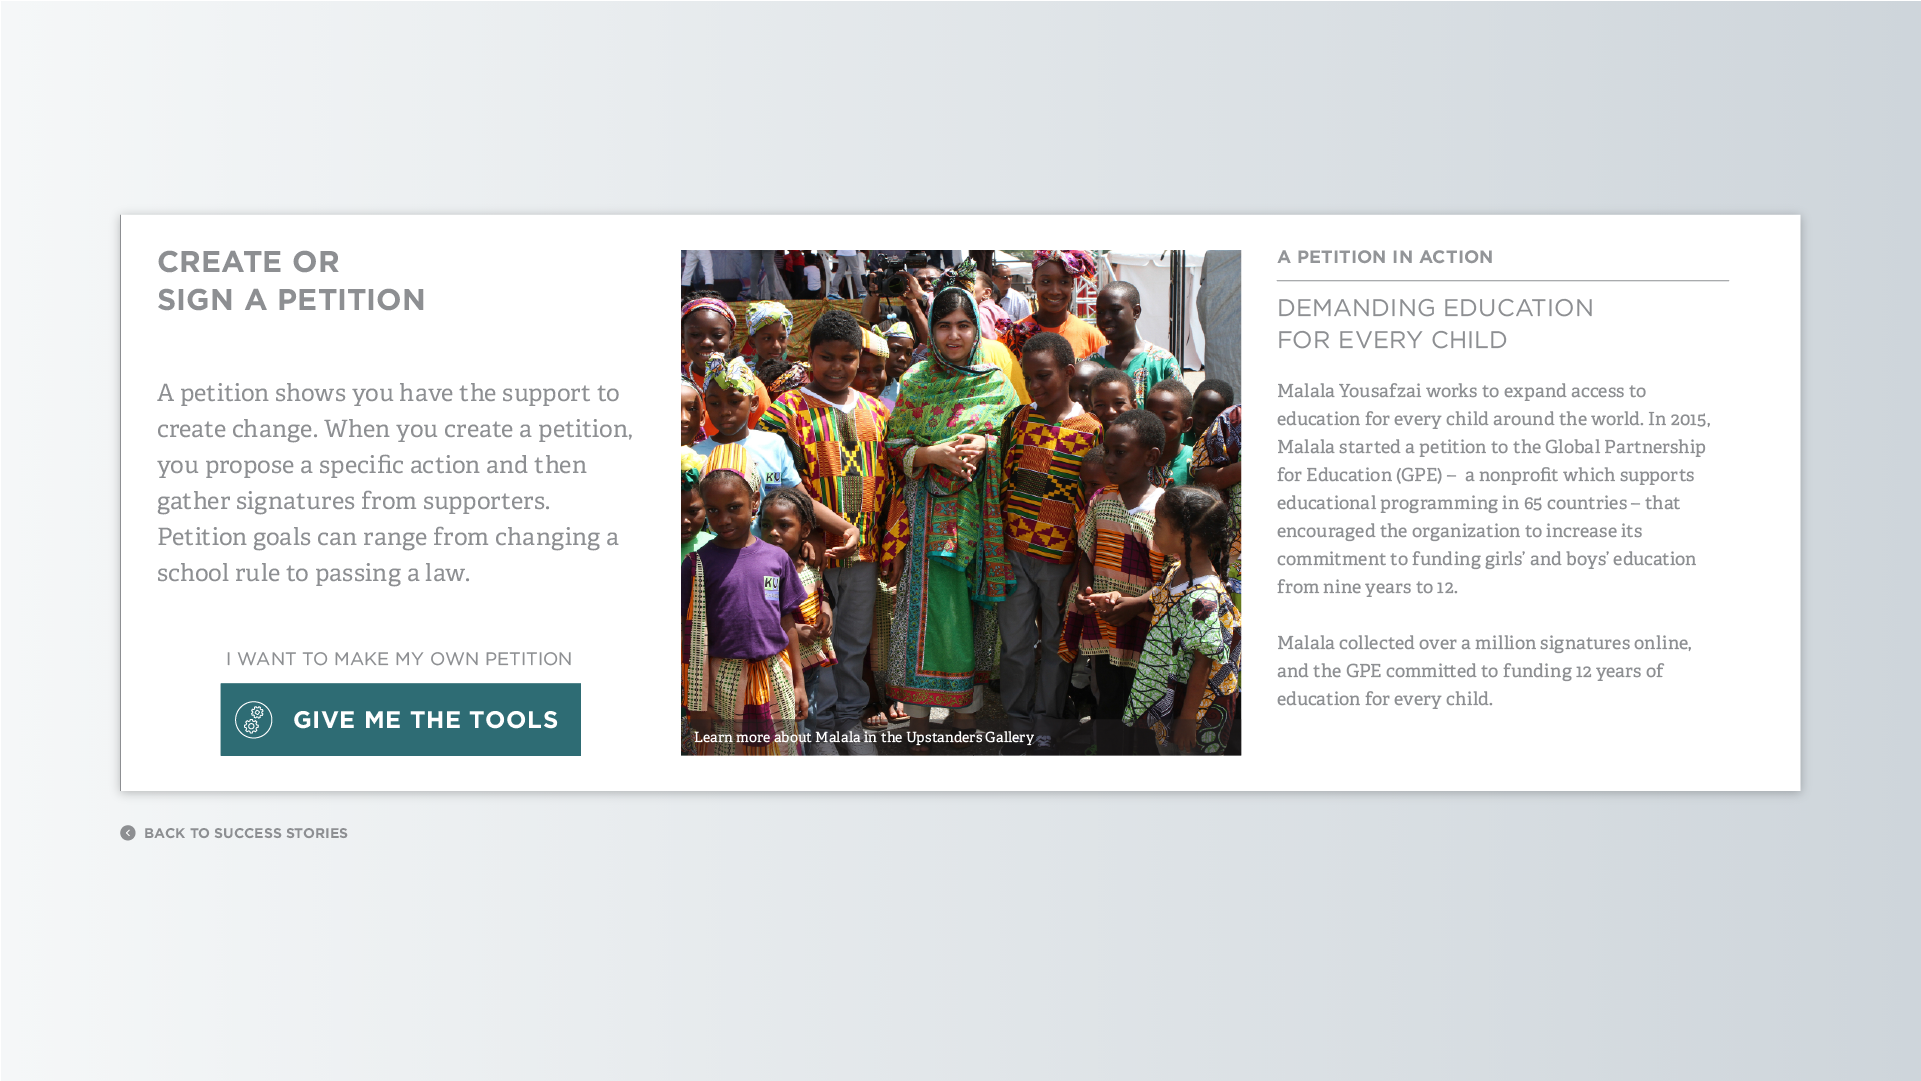 CREATE OR
SIGN A PETITION
A petition shows you have the support to
create change. When you create a petition,
you propose a specific action and then
gather signatures from supporters.
Petition goals can range from changing a
school rule to passing a law.
I WANT TO MAKE MY OWN PETITION
GIVE ME THE TOOLS
KU
KU
Learn more about Malala in the Upstanders Gallery
A PETITION IN ACTION
DEMANDING EDUCATION
FOR EVERY CHILD
Malala Yousafzai works to expand access to
education for every child around the world. In 2015,
Malala started a petition to the Global Partnership
for Education (GPE) –  a nonprofit which supports
educational programming in 65 countries – that
encouraged the organization to increase its
commitment to funding girls’ and boys’ education
from nine years to 12.
Malala collected over a million signatures online,
and the GPE committed to funding 12 years of
education for every child.
BACK TO SUCCESS STORIES